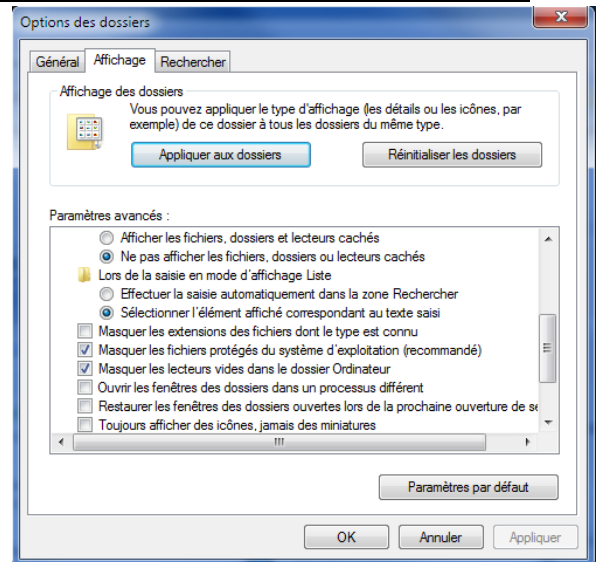 Options des dossiers
Général Affichage Rechercher
Affichage des dossiers
Vous pouvez appliquer le type d'affichage (les détails ou les icônes, par
exemple) de ce dossier à tous les dossiers du même type.
Appliquer aux dossiers Réinitialiser les dossiers
Paramètres avancés :
Afficher les fichiers, dossiers et lecteurs cachés
Ne pas afficher les fichiers, dossiers ou lecteurs cachés
Lors de la saisie en mode d'affichage Liste
Effectuer la saisie automatiquement dans la zone Rechercher
Sélectionner l'élément affiché correspondant au texte saisi
Masquer les extensions des fichiers dont le type est connu
Masquer les fichiers protégés du système d'exploitation (recommandé)
Masquer les lecteurs vides dans le dossier Ordinateur
Ouvrir les fenêtres des dossiers dans un processus différent
Restaurer les fenêtres des dossiers ouvertes lors de la prochaine ouverture de se
Toujours afficher des icônes, jamais des miniatures
Paramètres par défaut
OK Annuler Appliquer